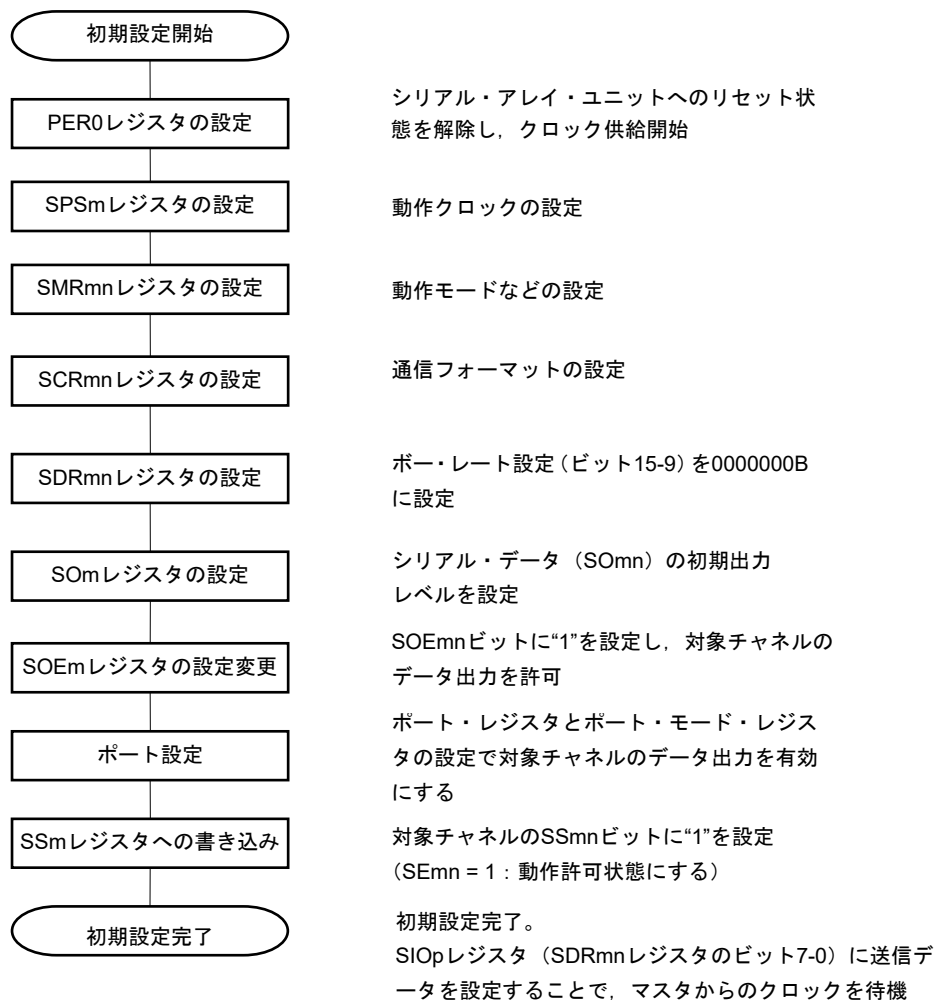 初期設定開始
PER0レジスタの設定
シリアル・アレイ・ユニットへのリセット状
態を解除し，クロック供給開始
SPSmレジスタの設定
動作クロックの設定
SMRmnレジスタの設定
動作モードなどの設定
SCRmnレジスタの設定
通信フォーマットの設定
SDRmnレジスタの設定
ボー・レート設定（ビット15-9）を0000000B
に設定
SOmレジスタの設定
シリアル・データ（SOmn）の初期出力
レベルを設定
SOEmレジスタの設定変更
SOEmnビットに“1”を設定し，対象チャネルの
データ出力を許可
ポート設定
ポート・レジスタとポート・モード・レジス
タの設定で対象チャネルのデータ出力を有効
にする
SSmレジスタへの書き込み
対象チャネルのSSmnビットに“1”を設定
（SEmn = 1：動作許可状態にする）
初期設定完了
初期設定完了。
SIOpレジスタ（SDRmnレジスタのビット7-0）に送信デ
ータを設定することで，マスタからのクロックを待機